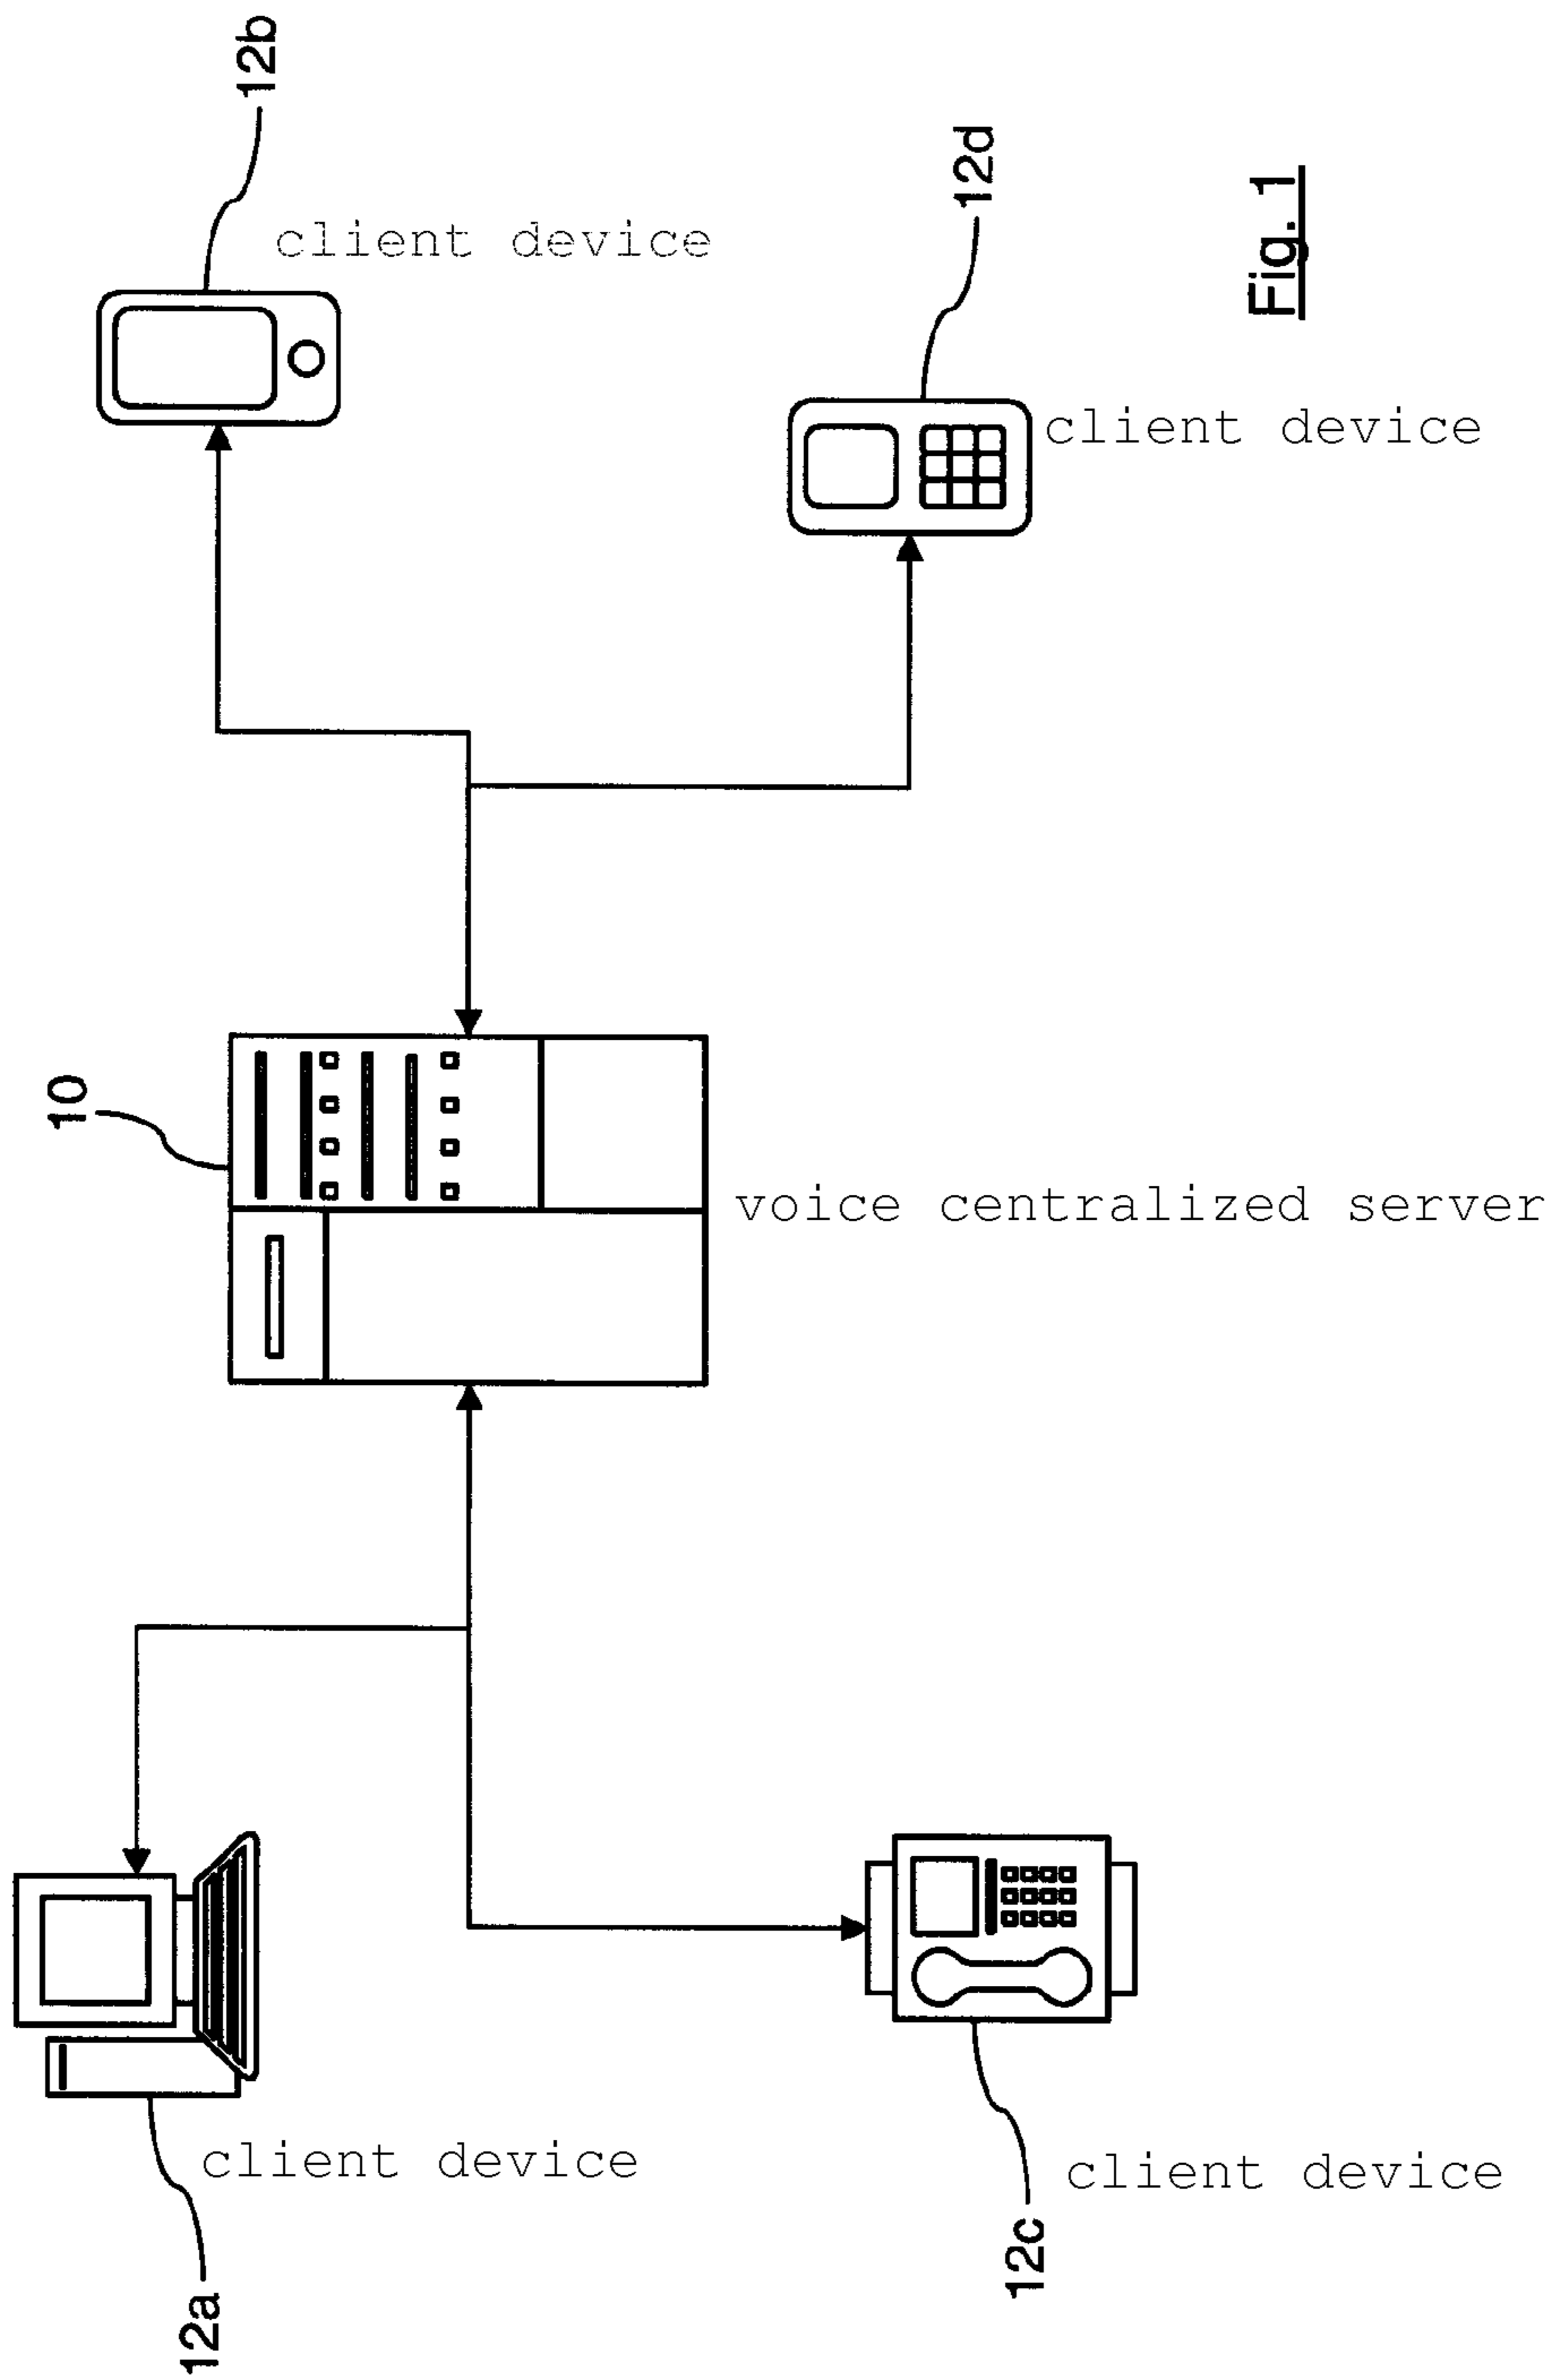 12b
client device
12d
client device
Fig. 1
10
voice centralized server
client device
12a
client device
12c